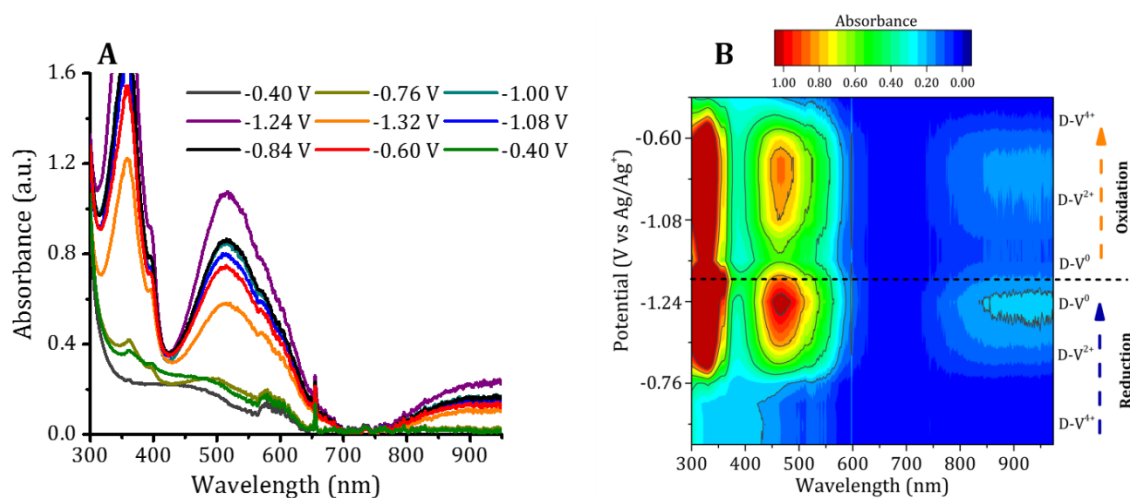 A
1.6
1.2
0.8
0.4
0.0
Absorbance (a.u.)
-0.40 V
-0.76 V
-1.00 V
-1.24 V
-1.32 V
-1.08 V
-0.84 V
-0.60 V
-0.40 V
300 400 500 600 700 800 900
Wavelength (nm)
B
Absorbance
1.00 0.80 0.60 0.40 0.20 0.00
Potential (V vs Ag/Ag⁺)
-0.60
-1.08
-1.24
-0.76
D-V⁴⁺
D-V²⁺
D-V⁰
D-V⁰
D-V²⁺
D-V⁴⁺
Oxidation
Reduction
300 400 500 600 700 800 900
Wavelength (nm)